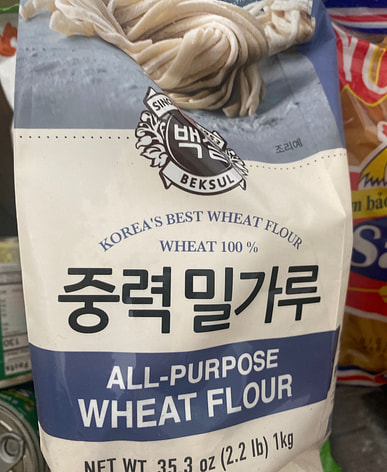 SINCE
백설
BEKSUL
조리예
KOREA'S BEST WHEAT FLOUR
WHEAT 100 %
중력 밀가루
ALL-PURPOSE
WHEAT FLOUR
NET WT. 35.3 oz (2.2 lb) 1kg
130